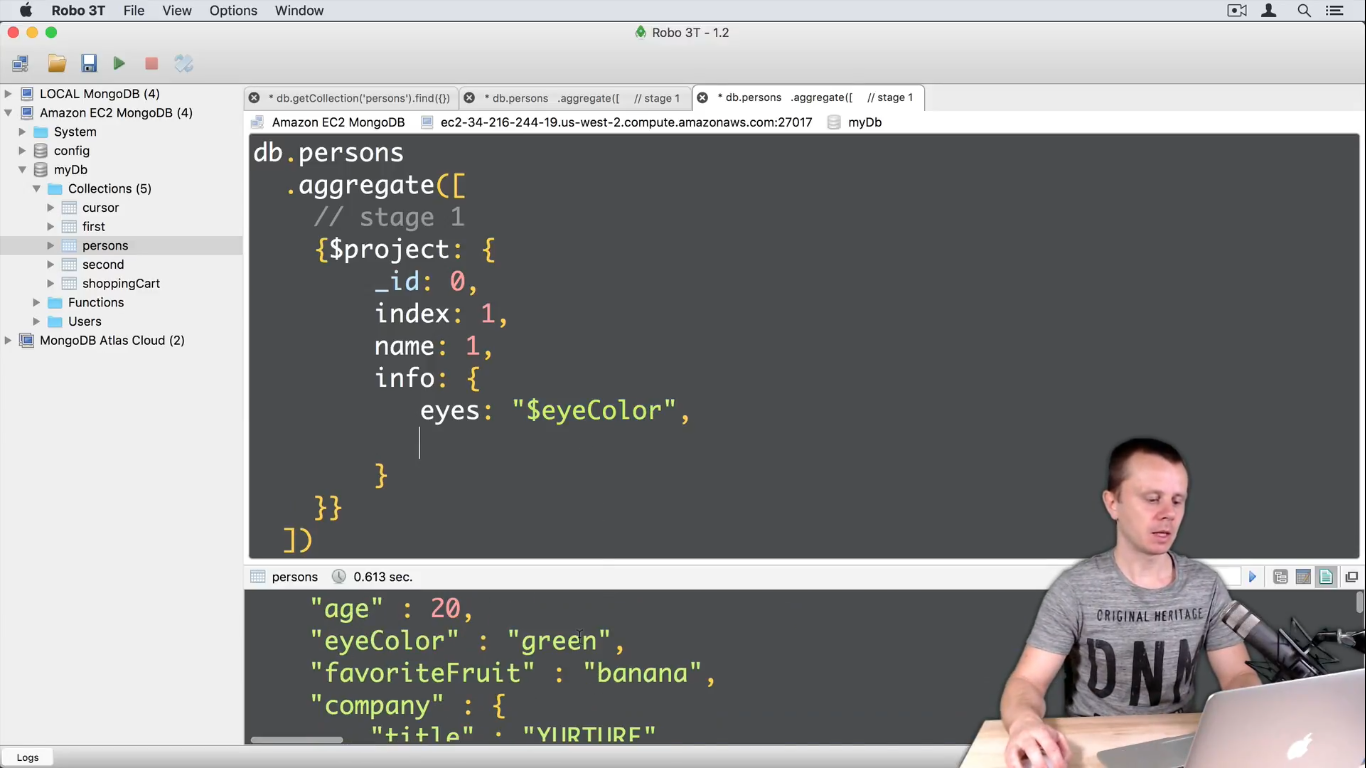 Robo 3T File View Options Window
Robo 3T - 1.2
LOCAL MongoDB (4)
Amazon EC2 MongoDB (4)
System
config
myDb
Collections (5)
cursor
first
persons
second
shoppingCart
Functions
Users
MongoDB Atlas Cloud (2)
* db.getCollection('persons').find({}) * db.persons .aggregate([ // stage 1 * db.persons .aggregate([ // stage 1
Amazon EC2 MongoDB ec2-34-216-244-19.us-west-2.compute.amazonaws.com:27017 myDb
db.persons
.aggregate([
// stage 1
{$project: {
_id: 0,
index: 1,
name: 1,
info: {
eyes: "$eyeColor",
}
}}
])
persons 0.613 sec.
"age" : 20,
"eyeColor" : "green",
"favoriteFruit" : "banana",
"company" : {
"title" : "YURTURE"
ORIGINAL HERITAGE
DNM
Logs